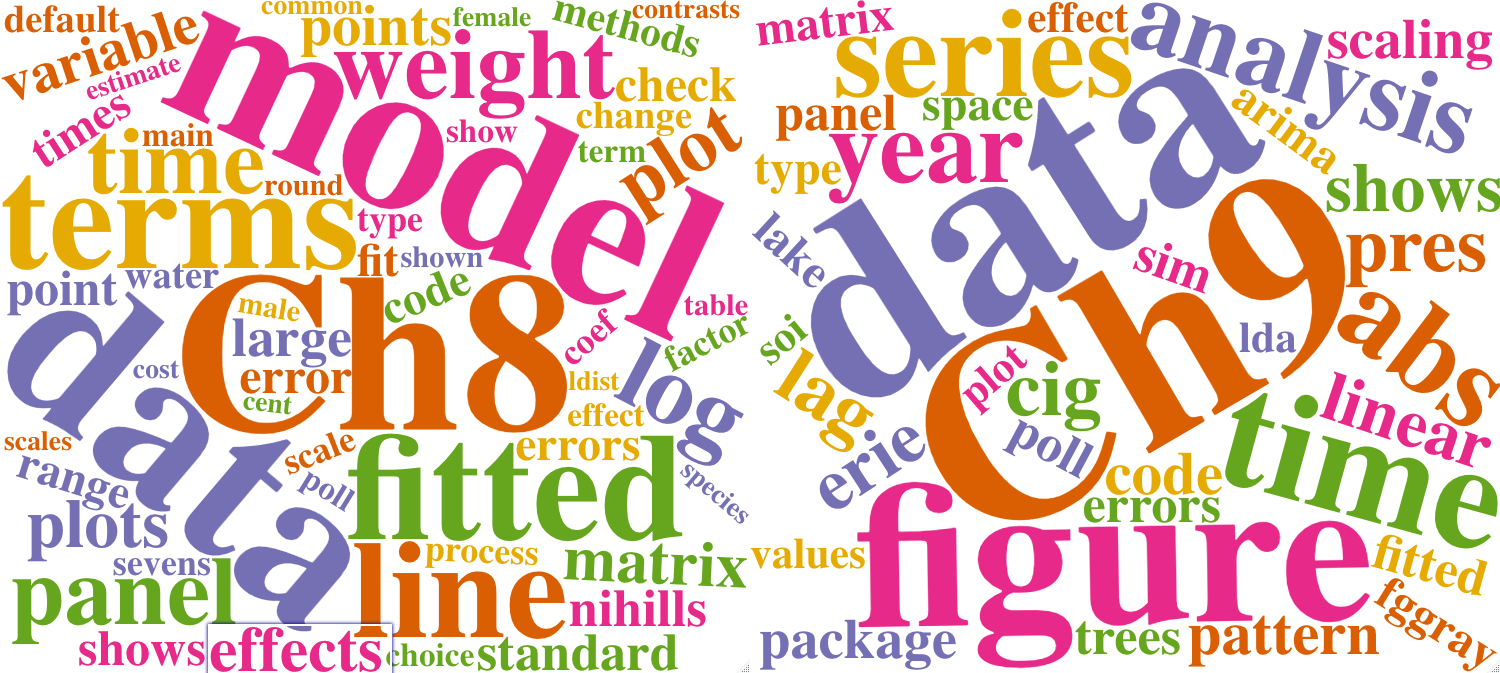 default
common
points
female
methods
contrasts
variable
estimate
model
weight
check
times
main
time
show
change
term
plot
round
terms
type
fit
shown
point
water
code
table
male
large
Ch8
coef
factor
cost
error
cent
ldist
log
data
effect
scales
scale
errors
range
poll
fitted
species
plots
sevens
process
matrix
panel
line
nihills
shows
effects
choice
standard
matrix
series
effect
analysis
scaling
panel
space
data
arima
year
type
shows
lake
sim
pres
soi
Ch9
lda
abs
lag
plot
cig
linear
erie
poll
code
time
errors
figure
values
fitted
fggray
package
trees
pattern